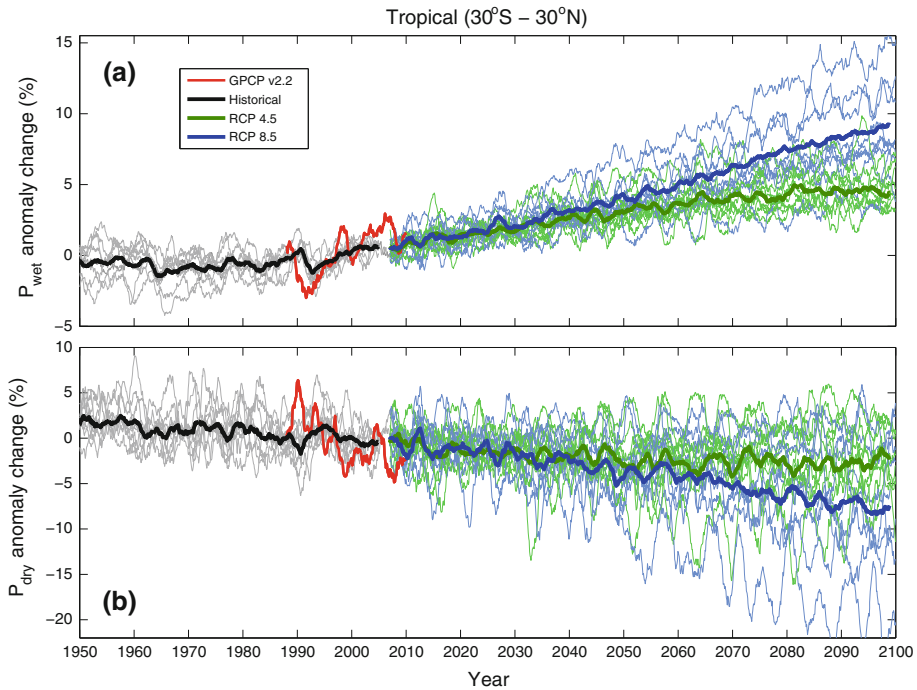 Tropical (30°S – 30°N)
(a)
GPCP v2.2
Historical
RCP 4.5
RCP 8.5
P_wet anomaly change (%)
15
10
5
0
−5
(b)
P_dry anomaly change (%)
10
5
0
−5
−10
−15
−20
1950 1960 1970 1980 1990 2000 2010 2020 2030 2040 2050 2060 2070 2080 2090 2100
Year